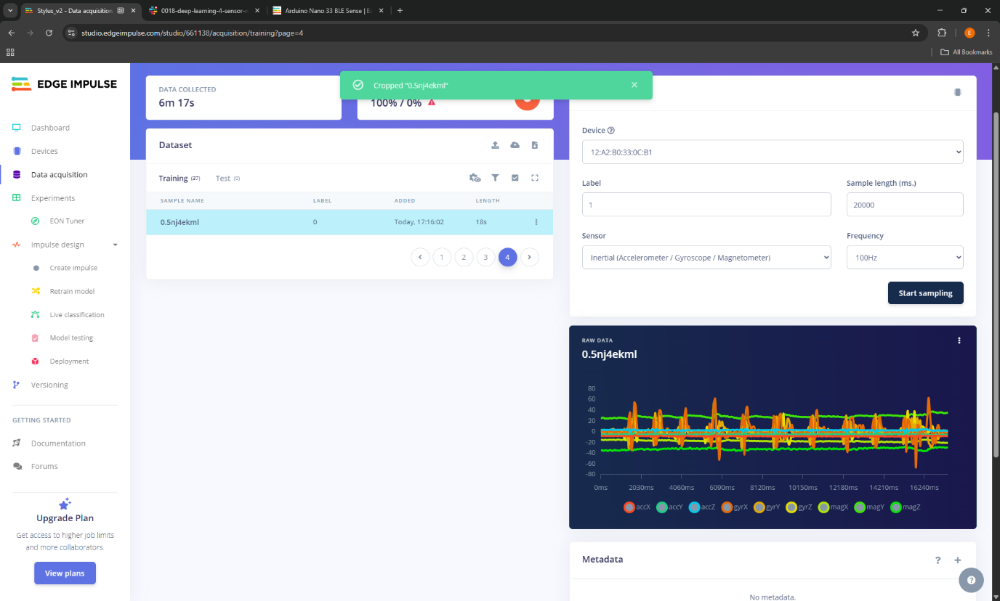 Stylus_v2 - Data acquisition
0018-deep-learning-4-sensor-
Arduino Nano 33 BLE Sense | E
studio.edgeimpulse.com/studio/661138/acquisition/training?page=4
E
All Bookmarks
EDGE IMPULSE
Dashboard
Devices
Data acquisition
Experiments
EON Tuner
Impulse design
Create impulse
Retrain model
Live classification
Model testing
Deployment
Versioning
GETTING STARTED
Documentation
Forums
Upgrade Plan
Get access to higher job limits
and more collaborators.
View plans
DATA COLLECTED
6m 17s
100% / 0%
Cropped "0.5nj4ekml"
Dataset
Training (37) Test (0)
SAMPLE NAME LABEL ADDED LENGTH
0.5nj4ekml 0 Today, 17:16:02 18s
1 2 3 4
Device
12:A2:B0:33:0C:B1
Label Sample length (ms.)
1 20000
Sensor Frequency
Inertial (Accelerometer / Gyroscope / Magnetometer) 100Hz
Start sampling
RAW DATA
0.5nj4ekml
80
60
40
20
0
-20
-40
-60
-80
0ms 2030ms 4060ms 6090ms 8120ms 10150ms 12180ms 14210ms 16240ms
accX accY accZ gyrX gyrY gyrZ magX magY magZ
Metadata
No metadata.